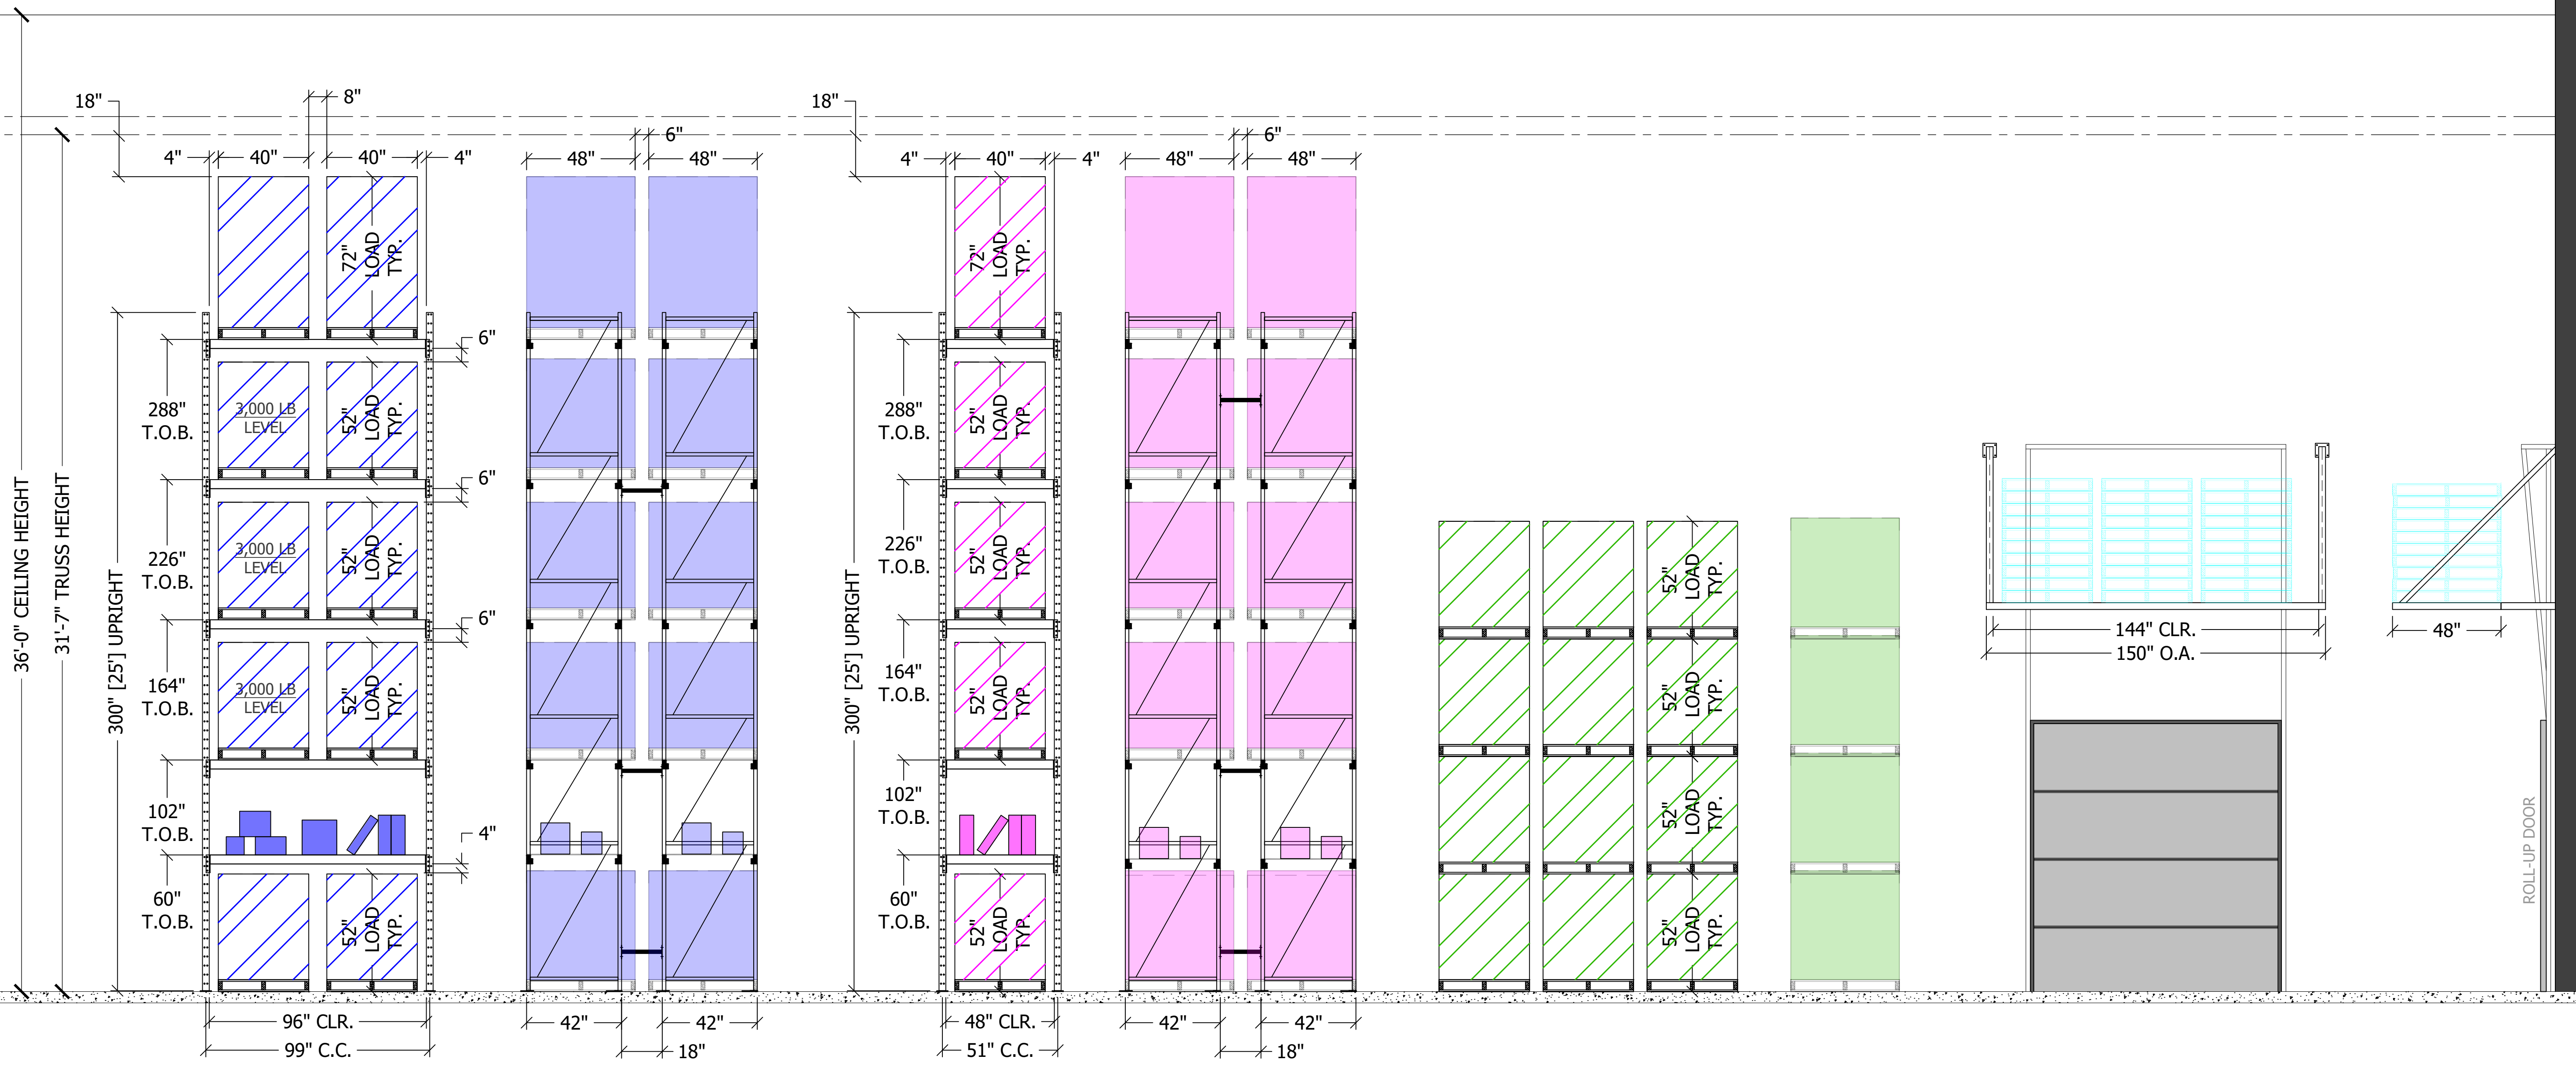 36'-0" CEILING HEIGHT
31'-7" TRUSS HEIGHT
18"
8"
4"
40"
40"
4"
300" [25'] UPRIGHT
288"
T.O.B.
226"
T.O.B.
164"
T.O.B.
102"
T.O.B.
60"
T.O.B.
72"
LOAD
TYP.
3,000 LB
LEVEL
52"
LOAD
TYP.
3,000 LB
LEVEL
52"
LOAD
TYP.
3,000 LB
LEVEL
52"
LOAD
TYP.
52"
LOAD
TYP.
6"
6"
6"
4"
96" CLR.
99" C.C.
6"
48"
48"
42"
42"
18"
18"
4"
40"
4"
300" [25'] UPRIGHT
288"
T.O.B.
226"
T.O.B.
164"
T.O.B.
102"
T.O.B.
60"
T.O.B.
72"
LOAD
TYP.
52"
LOAD
TYP.
52"
LOAD
TYP.
52"
LOAD
TYP.
52"
LOAD
TYP.
48" CLR.
51" C.C.
6"
48"
48"
42"
42"
18"
52"
LOAD
TYP.
52"
LOAD
TYP.
52"
LOAD
TYP.
52"
LOAD
TYP.
144" CLR.
150" O.A.
48"
ROLL-UP DOOR